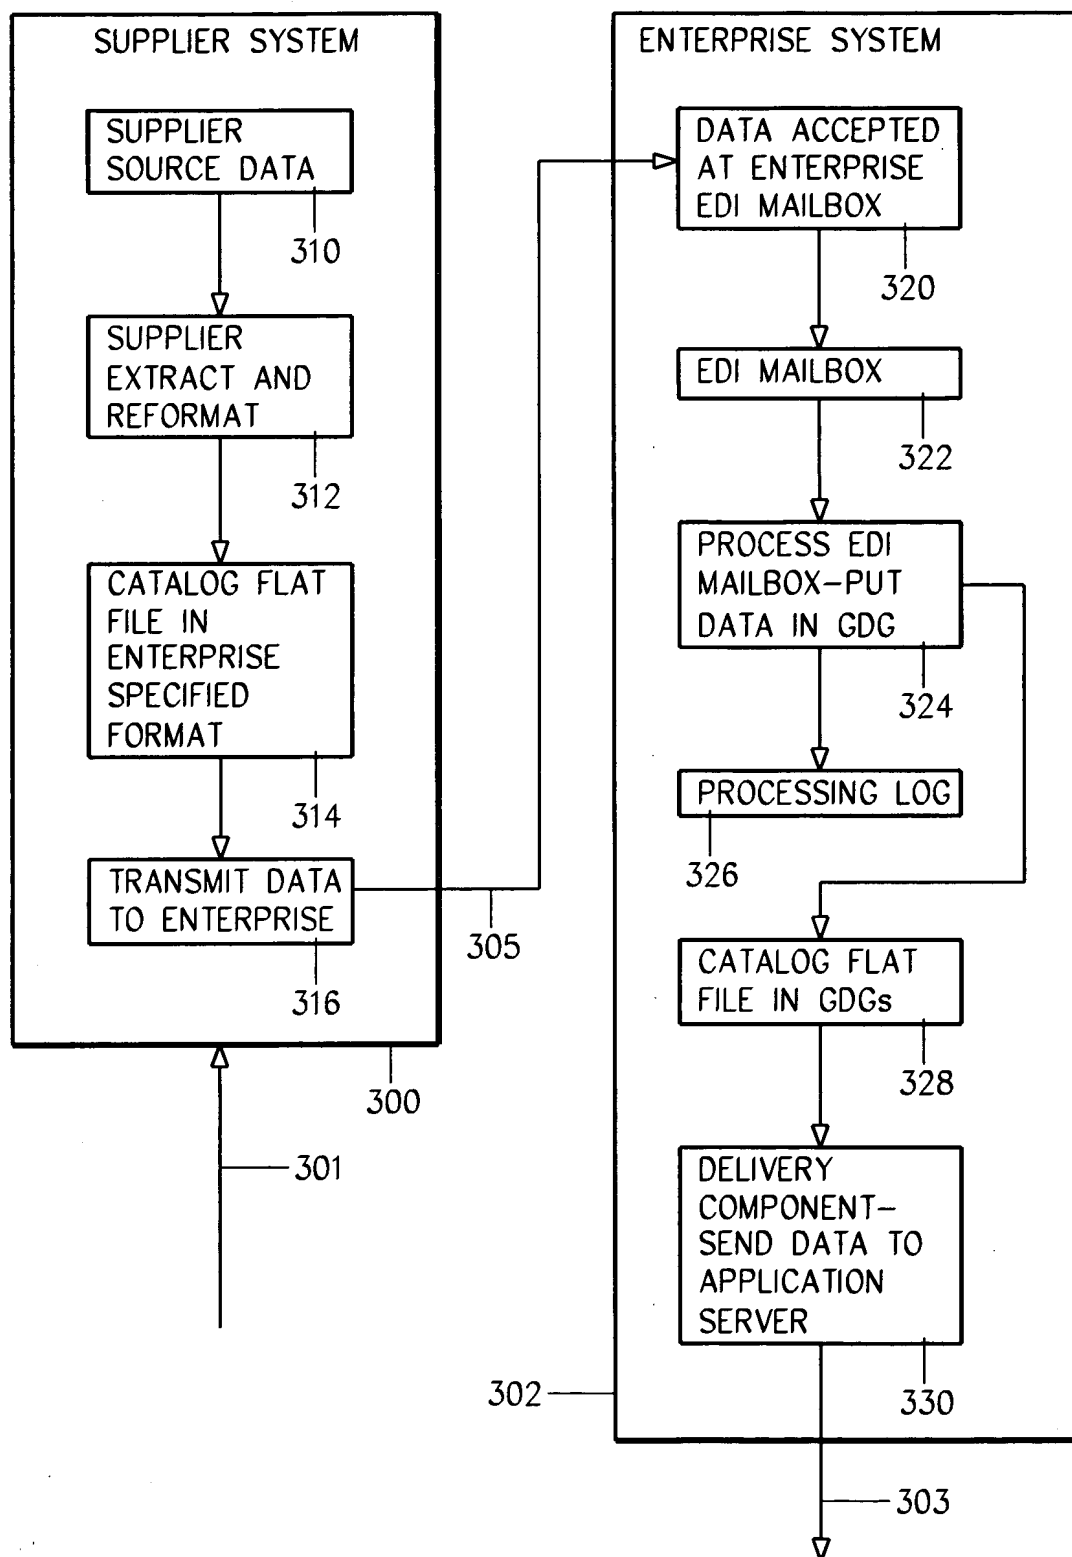 SUPPLIER SYSTEM
SUPPLIER
SOURCE DATA
310
SUPPLIER
EXTRACT AND
REFORMAT
312
CATALOG FLAT
FILE IN
ENTERPRISE
SPECIFIED
FORMAT
314
TRANSMIT DATA
TO ENTERPRISE
316
300
301
305
ENTERPRISE SYSTEM
DATA ACCEPTED
AT ENTERPRISE
EDI MAILBOX
320
EDI MAILBOX
322
PROCESS EDI
MAILBOX-PUT
DATA IN GDG
324
PROCESSING LOG
326
CATALOG FLAT
FILE IN GDGs
328
DELIVERY
COMPONENT-
SEND DATA TO
APPLICATION
SERVER
330
302
303